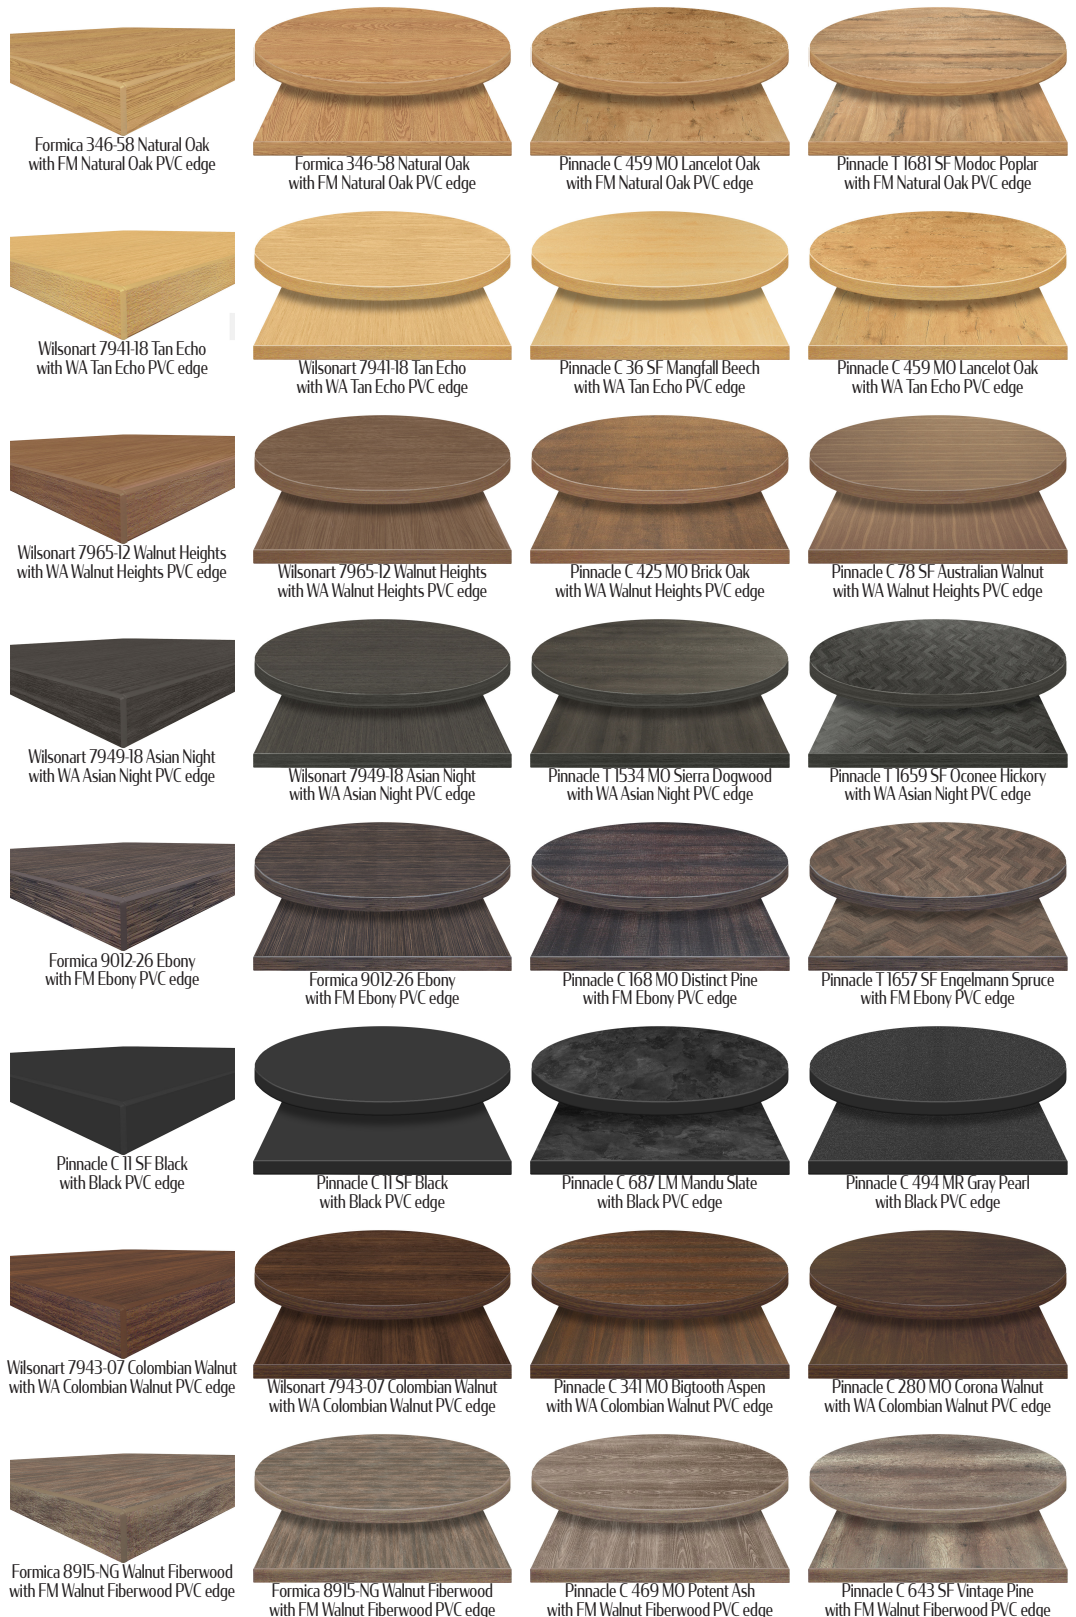 Formica 346-58 Natural Oak
with FM Natural Oak PVC edge
Formica 346-58 Natural Oak
with FM Natural Oak PVC edge
Pinnacle C 459 MO Lancelot Oak
with FM Natural Oak PVC edge
Pinnacle T 1681 SF Modoc Poplar
with FM Natural Oak PVC edge
Wilsonart 7941-18 Tan Echo
with WA Tan Echo PVC edge
Wilsonart 7941-18 Tan Echo
with WA Tan Echo PVC edge
Pinnacle C 36 SF Mangfall Beech
with WA Tan Echo PVC edge
Pinnacle C 459 MO Lancelot Oak
with WA Tan Echo PVC edge
Wilsonart 7965-12 Walnut Heights
with WA Walnut Heights PVC edge
Wilsonart 7965-12 Walnut Heights
with WA Walnut Heights PVC edge
Pinnacle C 425 MO Brick Oak
with WA Walnut Heights PVC edge
Pinnacle C 78 SF Australian Walnut
with WA Walnut Heights PVC edge
Wilsonart 7949-18 Asian Night
with WA Asian Night PVC edge
Wilsonart 7949-18 Asian Night
with WA Asian Night PVC edge
Pinnacle T 1534 MO Sierra Dogwood
with WA Asian Night PVC edge
Pinnacle T 1659 SF Oconee Hickory
with WA Asian Night PVC edge
Formica 9012-26 Ebony
with FM Ebony PVC edge
Formica 9012-26 Ebony
with FM Ebony PVC edge
Pinnacle C 168 MO Distinct Pine
with FM Ebony PVC edge
Pinnacle T 1657 SF Engelmann Spruce
with FM Ebony PVC edge
Pinnacle C 11 SF Black
with Black PVC edge
Pinnacle C 11 SF Black
with Black PVC edge
Pinnacle C 687 LM Mandu Slate
with Black PVC edge
Pinnacle C 494 MR Gray Pearl
with Black PVC edge
Wilsonart 7943-07 Colombian Walnut
with WA Colombian Walnut PVC edge
Wilsonart 7943-07 Colombian Walnut
with WA Colombian Walnut PVC edge
Pinnacle C 341 MO Bigtooth Aspen
with WA Colombian Walnut PVC edge
Pinnacle C 280 MO Corona Walnut
with WA Colombian Walnut PVC edge
Formica 8915-NG Walnut Fiberwood
with FM Walnut Fiberwood PVC edge
Formica 8915-NG Walnut Fiberwood
with FM Walnut Fiberwood PVC edge
Pinnacle C 469 MO Potent Ash
with FM Walnut Fiberwood PVC edge
Pinnacle C 643 SF Vintage Pine
with FM Walnut Fiberwood PVC edge